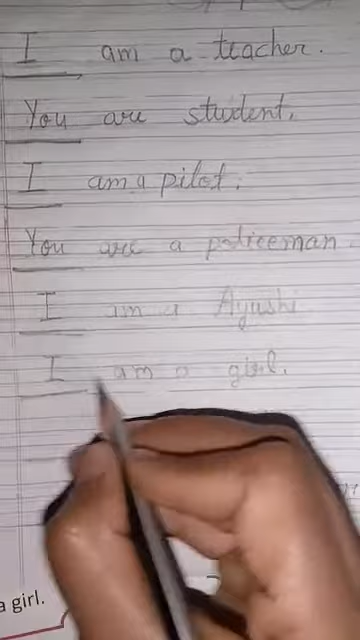 I am a teacher.
You are student.
I am a pilot.
You are a policeman.
I am a Ayushi
I am a girl.
a girl.